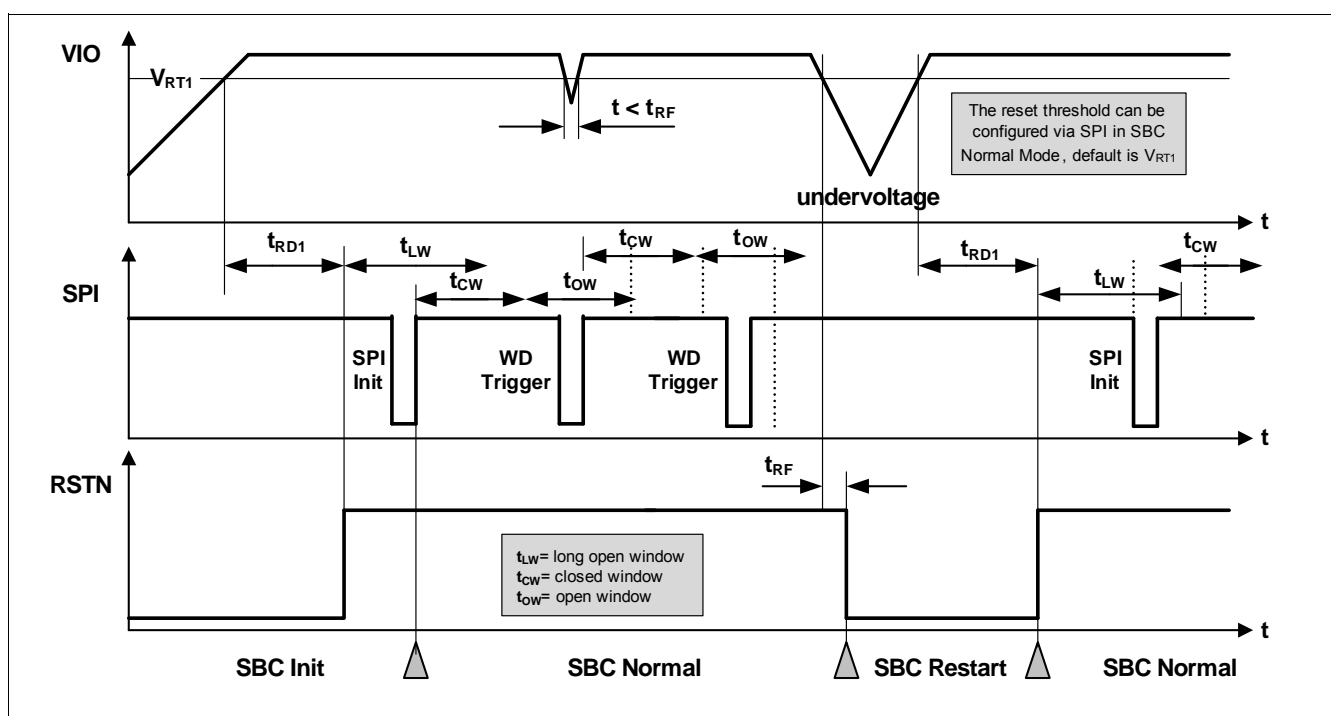 VIO
VRT1
t < tRF
The reset threshold can be
configured via SPI in SBC
Normal Mode, default is VRT1
undervoltage
t
tRD1
tLW
tCW
tOW
tCW
tOW
tRD1
tLW
tCW
SPI
SPI
Init
WD
Trigger
WD
Trigger
SPI
Init
t
RSTN
tRF
tLW= long open window
tCW= closed window
tOW= open window
t
SBC Init
SBC Normal
SBC Restart
SBC Normal